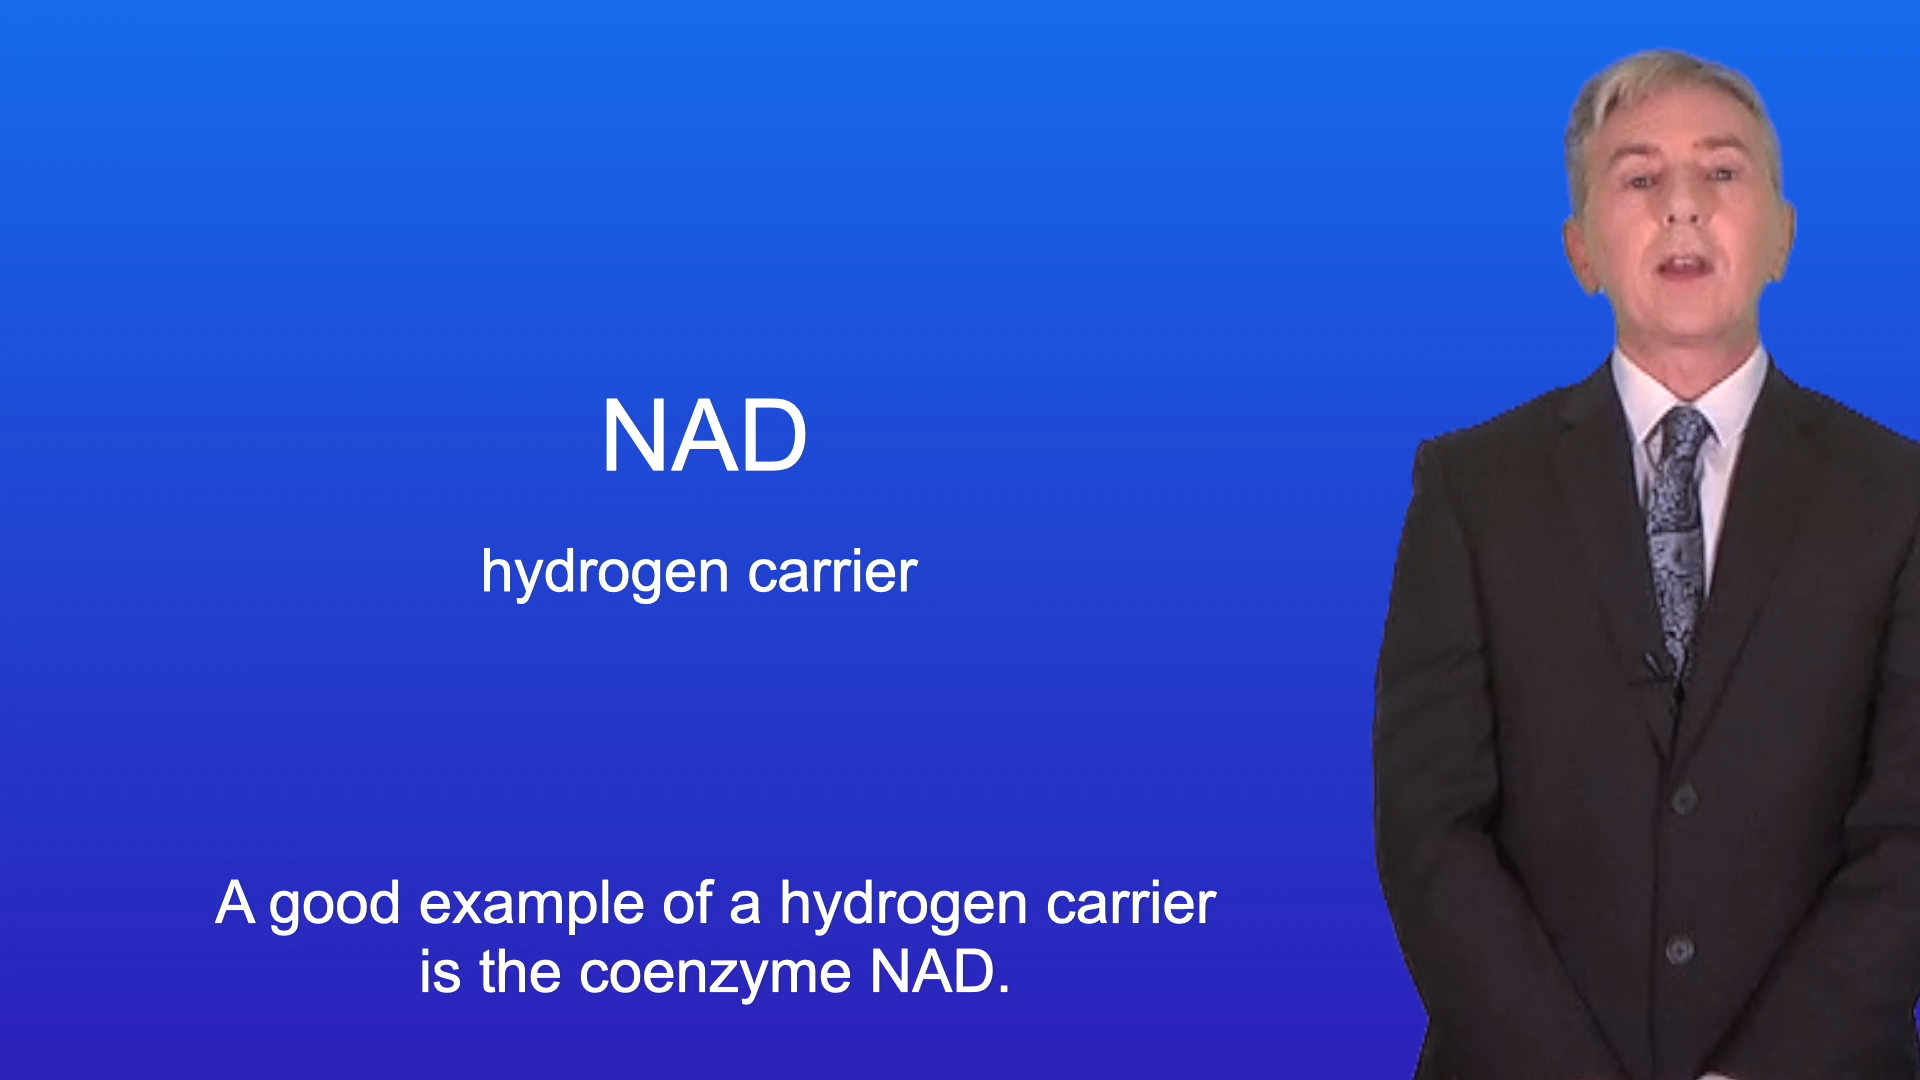 NAD
hydrogen carrier
A good example of a hydrogen carrier
is the coenzyme NAD.